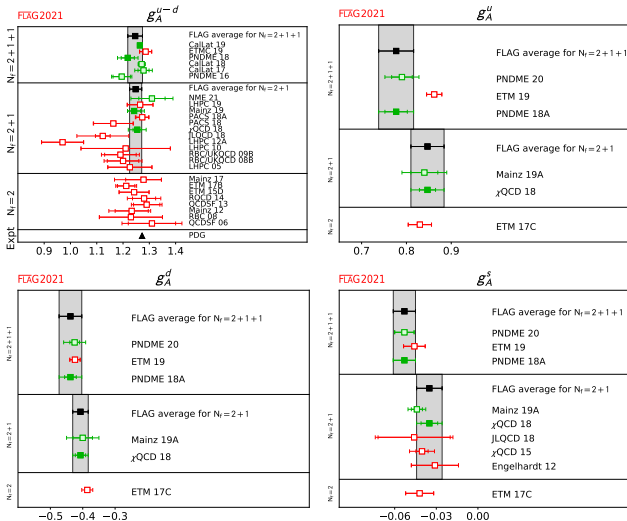 FLAG2021
g_A^{u-d}
N_f=2+1+1
FLAG average for N_f=2+1+1
CalLat 19
ETMC 19
PNDME 18
CalLat 18
CalLat 17
PNDME 16
N_f=2+1
FLAG average for N_f=2+1
NME 21
LHPC 19
Mainz 19
PACS 18A
PACS 18
χQCD 18
JLQCD 18
LHPC 12A
LHPC 10
RBC/UKQCD 09B
RBC/UKQCD 08B
LHPC 05
N_f=2
Mainz 17
ETM 17B
ETM 15D
RQCD 14
QCDSF 13
Mainz 12
RBC 08
QCDSF 06
Expt
PDG
0.9 1.0 1.1 1.2 1.3 1.4
FLAG2021
g_A^u
N_f=2+1+1
FLAG average for N_f=2+1+1
PNDME 20
ETM 19
PNDME 18A
N_f=2+1
FLAG average for N_f=2+1
Mainz 19A
χQCD 18
N_f=2
ETM 17C
0.7 0.8 0.9
FLAG2021
g_A^d
N_f=2+1+1
FLAG average for N_f=2+1+1
PNDME 20
ETM 19
PNDME 18A
N_f=2+1
FLAG average for N_f=2+1
Mainz 19A
χQCD 18
N_f=2
ETM 17C
−0.5 −0.4 −0.3
FLAG2021
g_A^s
N_f=2+1+1
FLAG average for N_f=2+1+1
PNDME 20
ETM 19
PNDME 18A
N_f=2+1
FLAG average for N_f=2+1
Mainz 19A
χQCD 18
JLQCD 18
χQCD 15
Engelhardt 12
N_f=2
ETM 17C
−0.06 −0.03 0.00